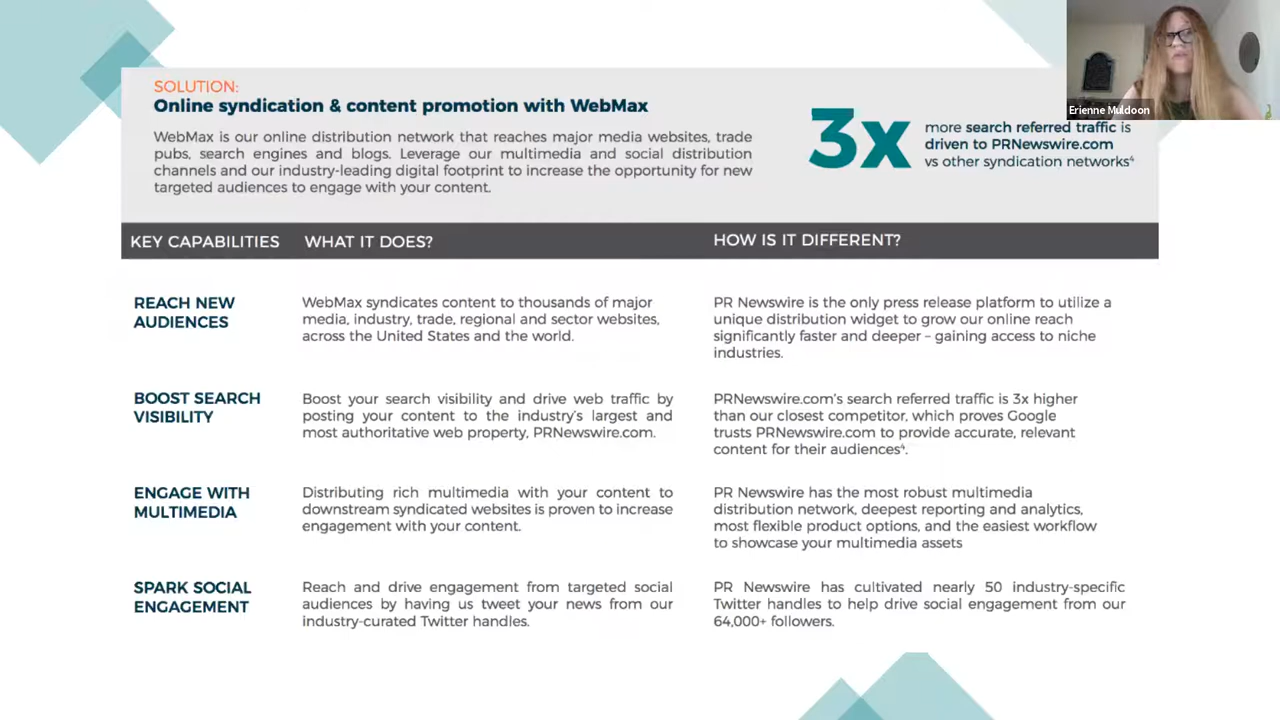 SOLUTION:
Online syndication & content promotion with WebMax
WebMax is our online distribution network that reaches major media websites, trade
pubs, search engines and blogs. Leverage our multimedia and social distribution
channels and our industry-leading digital footprint to increase the opportunity for new
targeted audiences to engage with your content.
3x
more search referred traffic is
driven to PRNewswire.com
vs other syndication networks⁴
Erienne Muldoon
KEY CAPABILITIES
WHAT IT DOES?
HOW IS IT DIFFERENT?
REACH NEW
AUDIENCES
WebMax syndicates content to thousands of major
media, industry, trade, regional and sector websites,
across the United States and the world.
PR Newswire is the only press release platform to utilize a
unique distribution widget to grow our online reach
significantly faster and deeper – gaining access to niche
industries.
BOOST SEARCH
VISIBILITY
Boost your search visibility and drive web traffic by
posting your content to the industry's largest and
most authoritative web property, PRNewswire.com.
PRNewswire.com's search referred traffic is 3x higher
than our closest competitor, which proves Google
trusts PRNewswire.com to provide accurate, relevant
content for their audiences⁴.
ENGAGE WITH
MULTIMEDIA
Distributing rich multimedia with your content to
downstream syndicated websites is proven to increase
engagement with your content.
PR Newswire has the most robust multimedia
distribution network, deepest reporting and analytics,
most flexible product options, and the easiest workflow
to showcase your multimedia assets
SPARK SOCIAL
ENGAGEMENT
Reach and drive engagement from targeted social
audiences by having us tweet your news from our
industry-curated Twitter handles.
PR Newswire has cultivated nearly 50 industry-specific
Twitter handles to help drive social engagement from our
64,000+ followers.